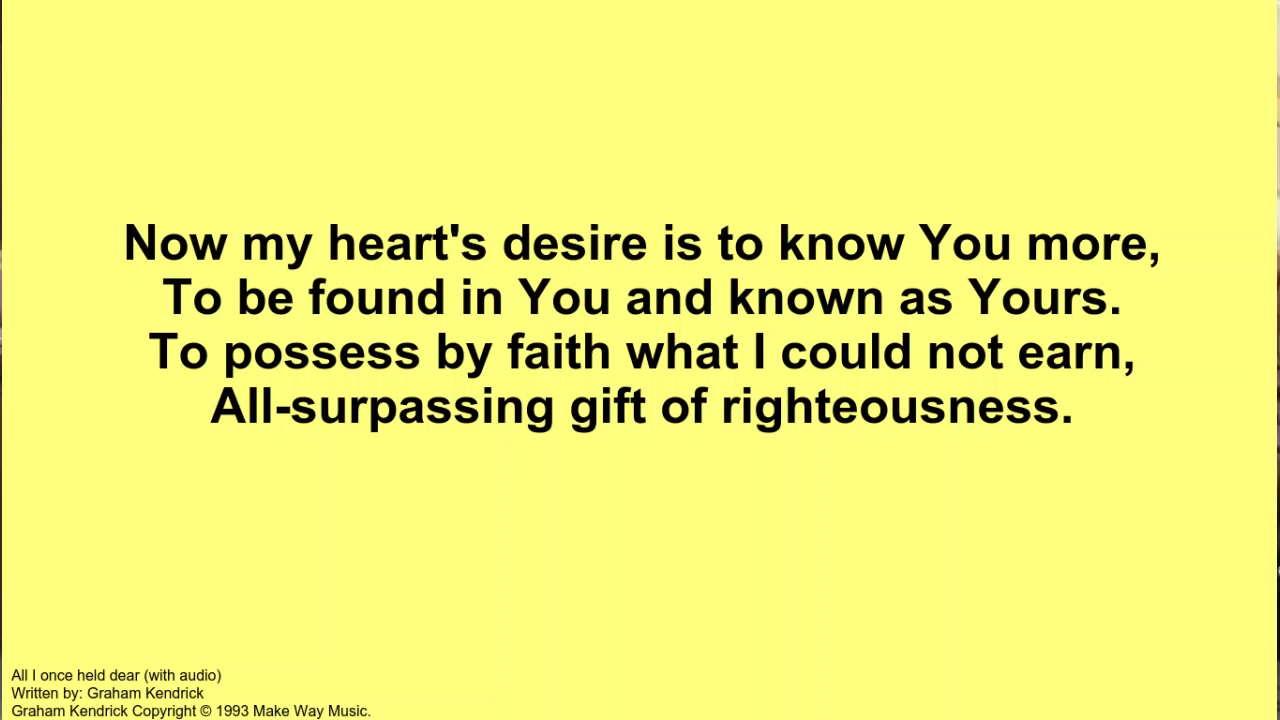 Now my heart's desire is to know You more,
To be found in You and known as Yours.
To possess by faith what I could not earn,
All-surpassing gift of righteousness.
All I once held dear (with audio)
Written by: Graham Kendrick
Graham Kendrick Copyright © 1993 Make Way Music.